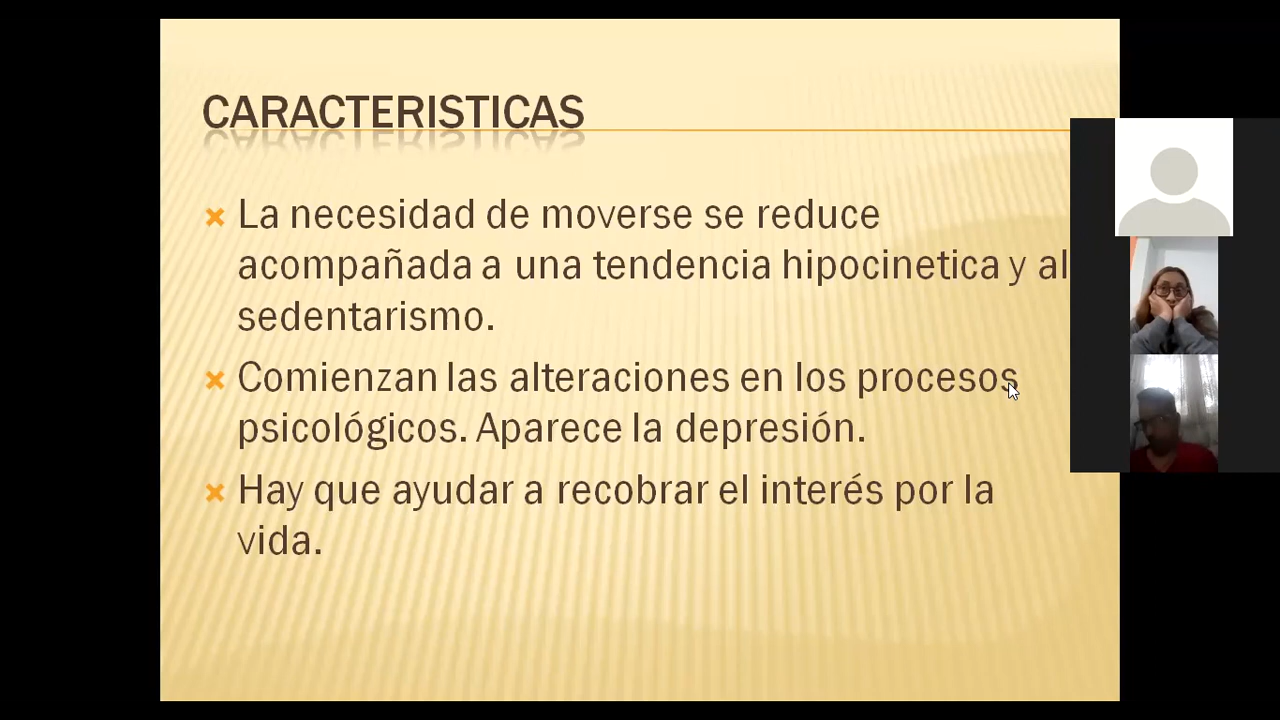 CARACTERISTICAS
La necesidad de moverse se reduce
acompañada a una tendencia hipocinetica y al
sedentarismo.
Comienzan las alteraciones en los procesos
psicológicos. Aparece la depresión.
Hay que ayudar a recobrar el interés por la
vida.